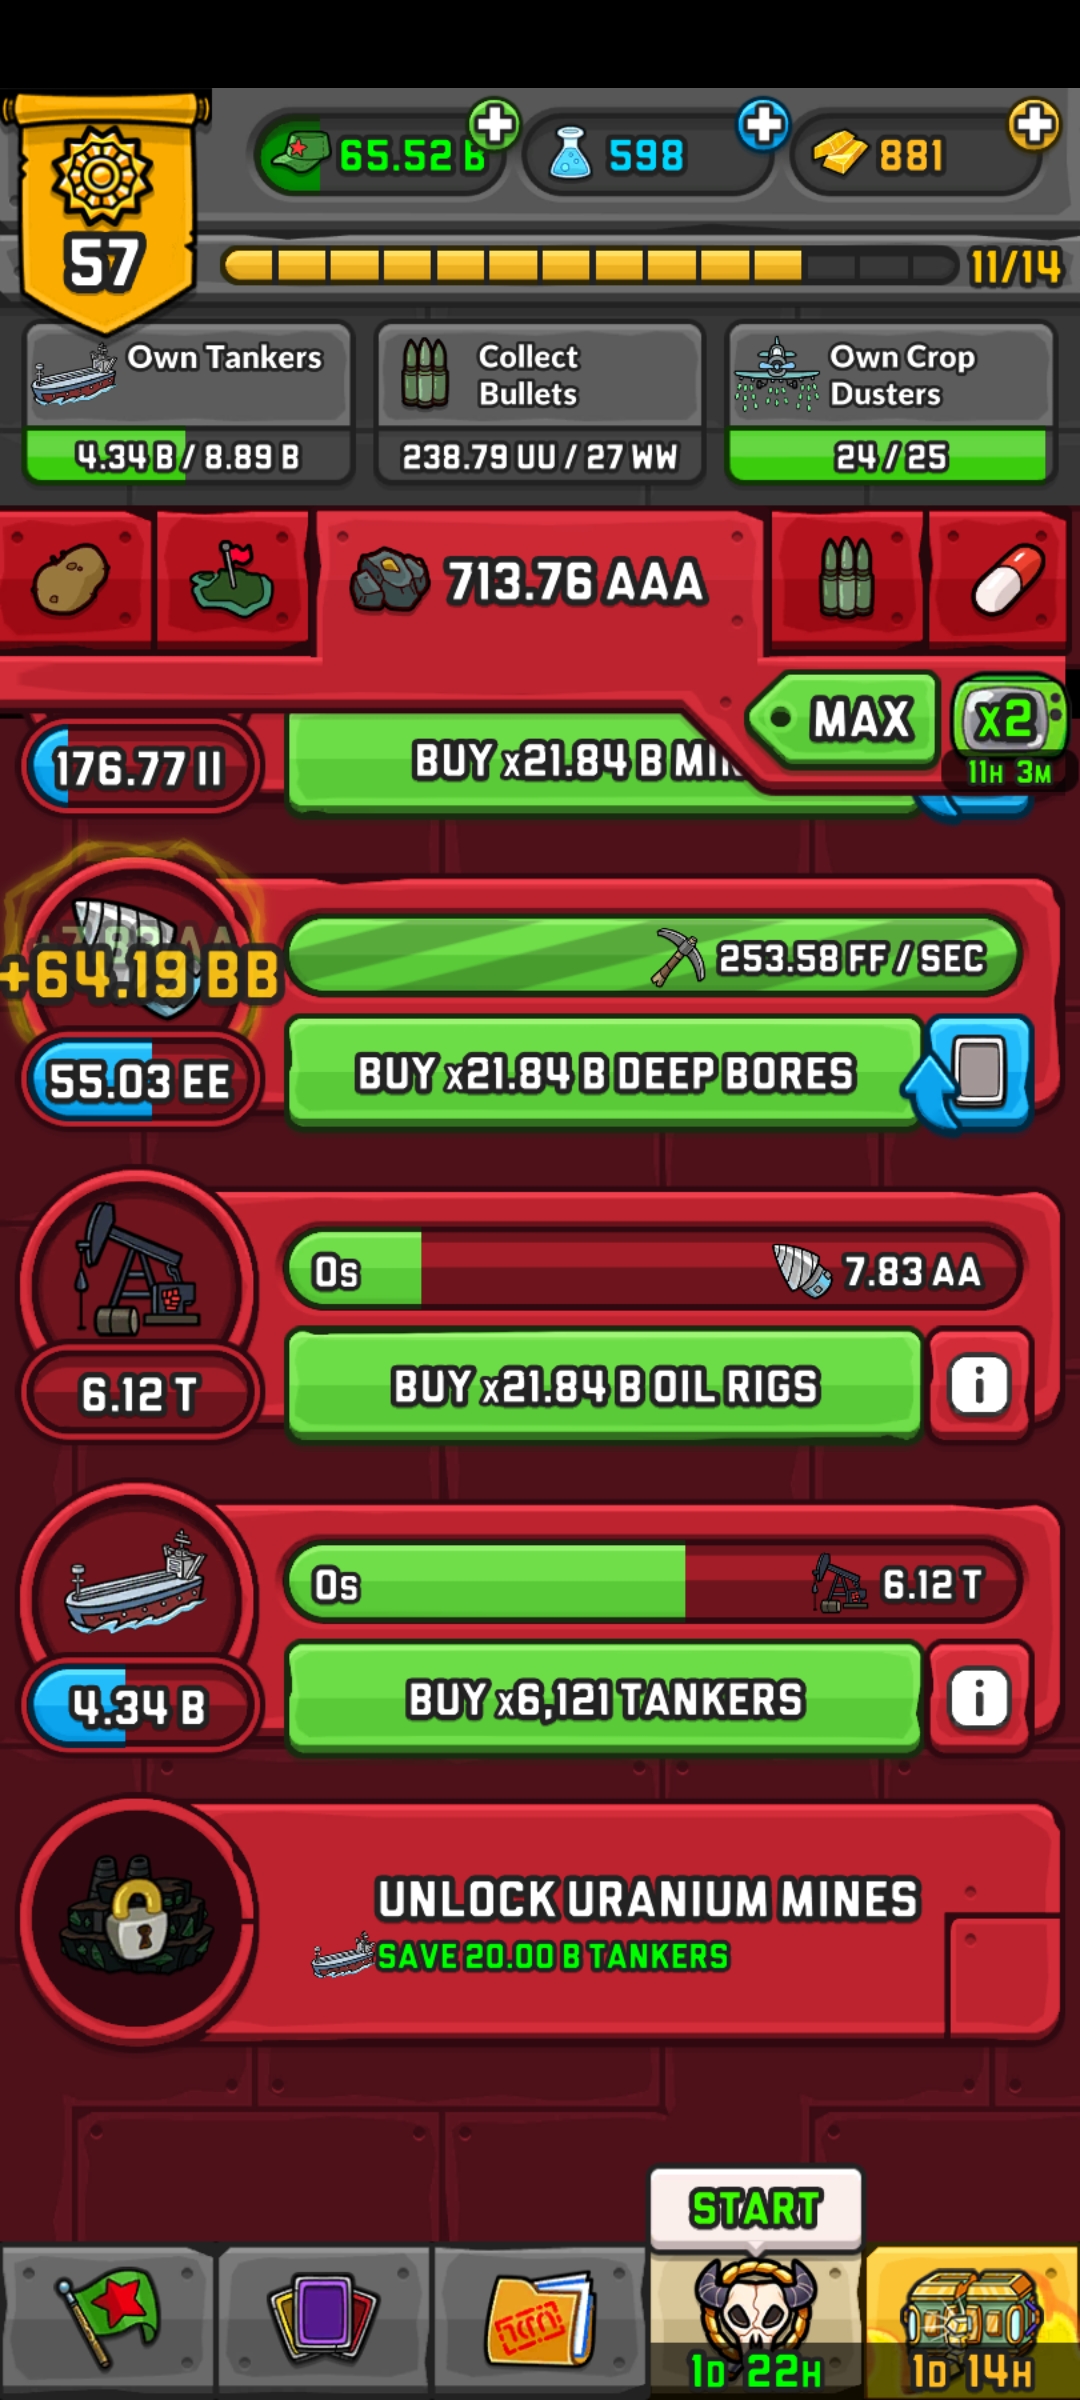 65.52 B
598
881
57
11/14
Own Tankers
4.34 B / 8.89 B
Collect
Bullets
238.79 UU / 27 WW
Own Crop
Dusters
24 / 25
713.76 AAA
MAX
x2
11H 3M
176.77 II
BUY x21.84 B
+64.19 BB
253.58 FF / SEC
55.03 EE
BUY x21.84 B DEEP BORES
0s
7.83 AA
6.12 T
BUY x21.84 B OIL RIGS
i
0s
6.12 T
4.34 B
BUY x6,121 TANKERS
i
UNLOCK URANIUM MINES
SAVE 20.00 B TANKERS
START
1D 22H
1D 14H